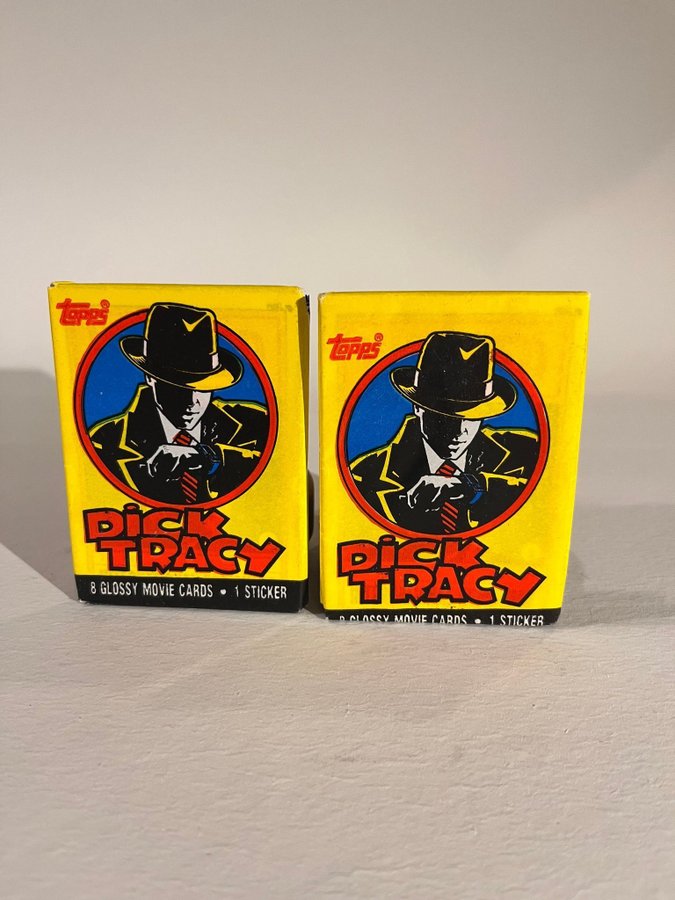 Topps®
DICK
TRACY
8 GLOSSY MOVIE CARDS • 1 STICKER
Topps®
DICK
TRACY
8 GLOSSY MOVIE CARDS • 1 STICKER